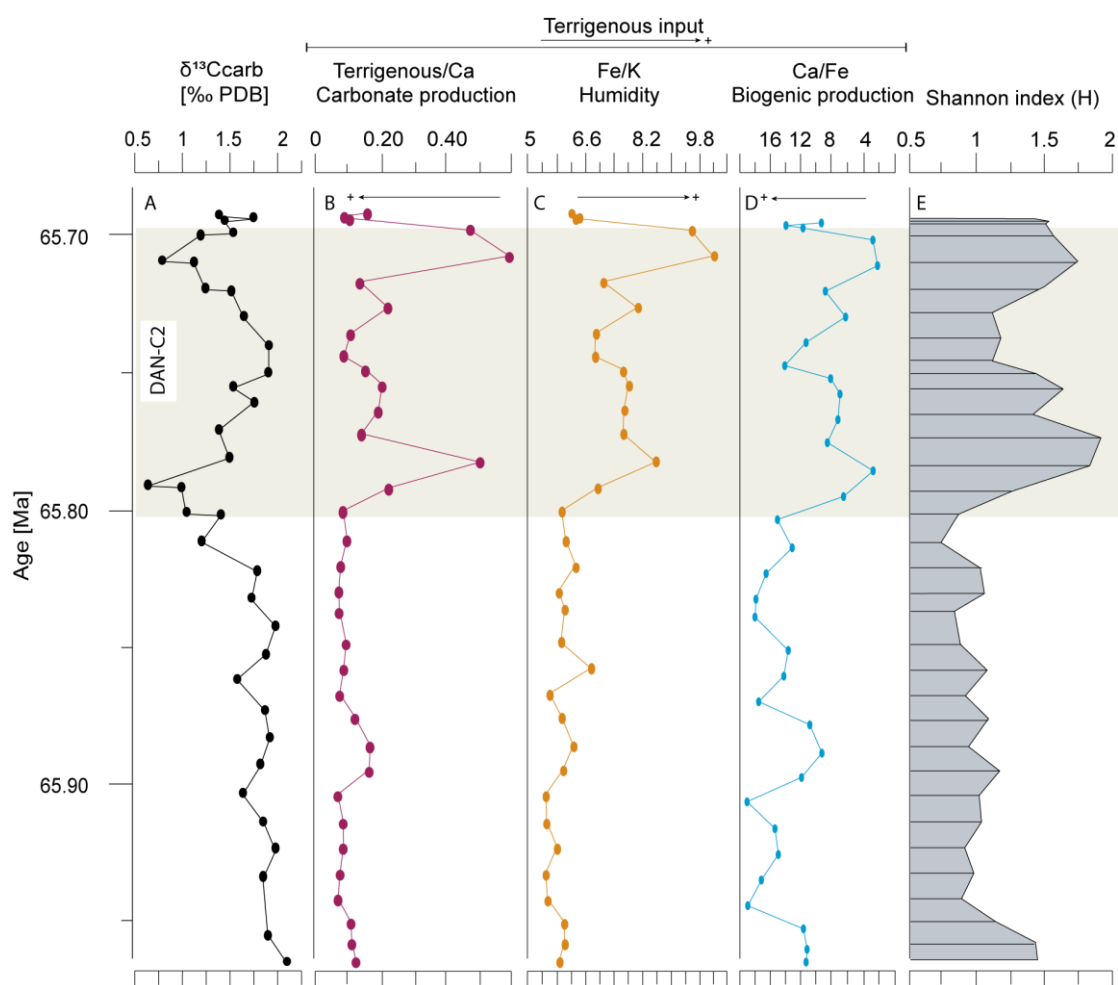 Terrigenous input
+
δ¹³Ccarb
[‰ PDB]
Terrigenous/Ca
Carbonate production
Fe/K
Humidity
Ca/Fe
Biogenic production
Shannon index (H)
0.5 1 1.5 2
0 0.20 0.40
5 6.6 8.2 9.8
16 12 8 4
0.5 1 1.5 2
A
B +
C +
D +
E
65.70
DAN-C2
65.80
Age [Ma]
65.90